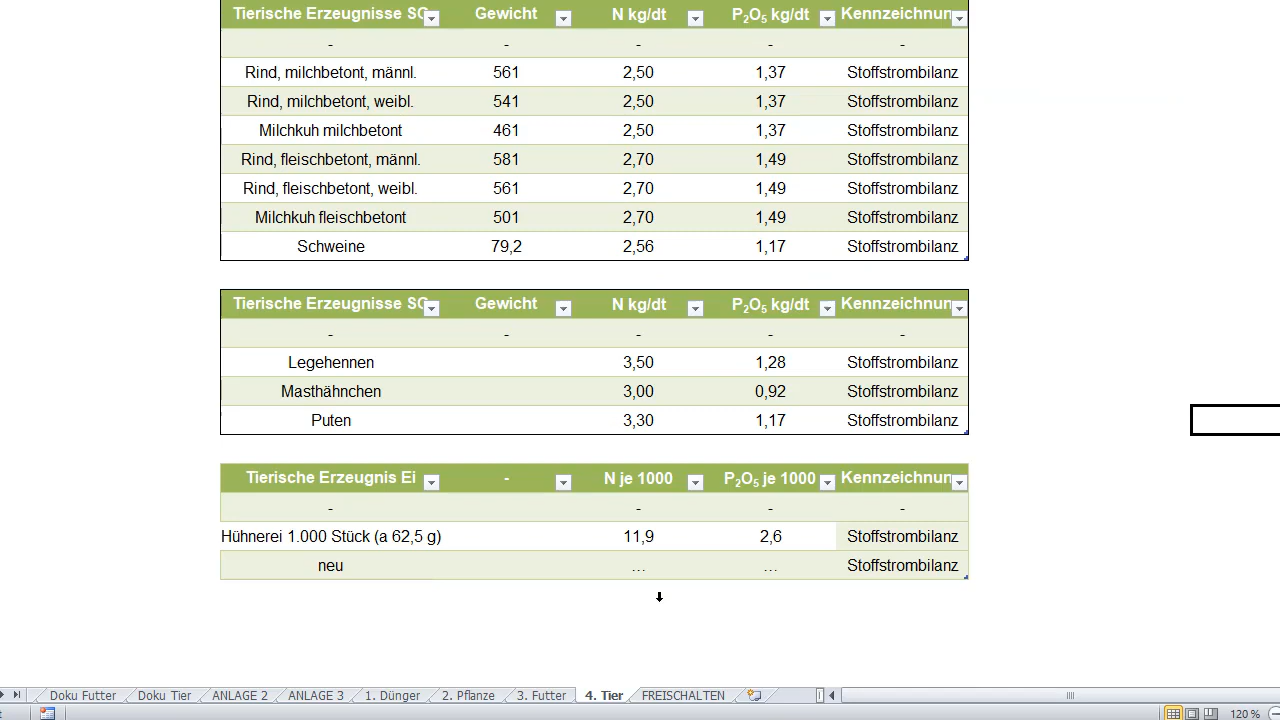 Tierische Erzeugnisse SG Gewicht N kg/dt P₂O₅ kg/dt Kennzeichnun
- - - - -
Rind, milchbetont, männl. 561 2,50 1,37 Stoffstrombilanz
Rind, milchbetont, weibl. 541 2,50 1,37 Stoffstrombilanz
Milchkuh milchbetont 461 2,50 1,37 Stoffstrombilanz
Rind, fleischbetont, männl. 581 2,70 1,49 Stoffstrombilanz
Rind, fleischbetont, weibl. 561 2,70 1,49 Stoffstrombilanz
Milchkuh fleischbetont 501 2,70 1,49 Stoffstrombilanz
Schweine 79,2 2,56 1,17 Stoffstrombilanz
Tierische Erzeugnisse SG Gewicht N kg/dt P₂O₅ kg/dt Kennzeichnun
- - - - -
Legehennen 3,50 1,28 Stoffstrombilanz
Masthähnchen 3,00 0,92 Stoffstrombilanz
Puten 3,30 1,17 Stoffstrombilanz
Tierische Erzeugnis Ei - N je 1000 P₂O₅ je 1000 Kennzeichnun
- - - -
Hühnerei 1.000 Stück (a 62,5 g) 11,9 2,6 Stoffstrombilanz
neu ... ... Stoffstrombilanz
Doku Futter Doku Tier ANLAGE 2 ANLAGE 3 1. Dünger 2. Pflanze 3. Futter 4. Tier FREISCHALTEN
120 %